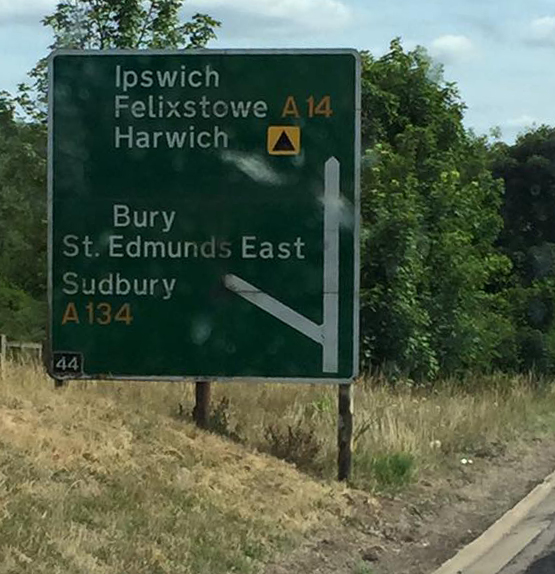 Ipswich
Felixstowe A14
Harwich
Bury
St. Edmunds East
Sudbury
A134
44